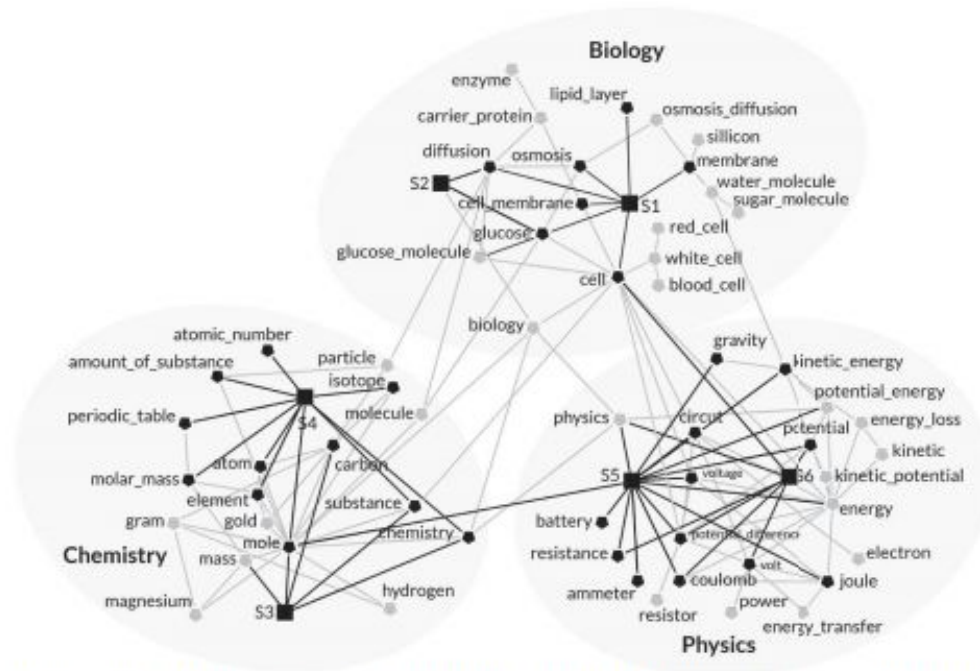 Biology
enzyme
lipid_layer
carrier_protein
osmosis_diffusion
sillicon
diffusion
osmosis
membrane
S2
water_molecule
cell_membrane
S1
sugar_molecule
glucose
red_cell
glucose_molecule
white_cell
cell
blood_cell
biology
atomic_number
amount_of_substance
particle
isotope
gravity
kinetic_energy
potential_energy
periodic_table
molecule
S4
physics
circut
potential
energy_loss
kinetic
atom
carbon
molar_mass
S5
voltage
S6
kinetic_potential
element
substance
energy
gram
gold
battery
chemistry
Chemistry
mole
mass
resistance
electron
volt
magnesium
hydrogen
ammeter
coulomb
joule
S3
resistor
power
energy_transfer
Physics